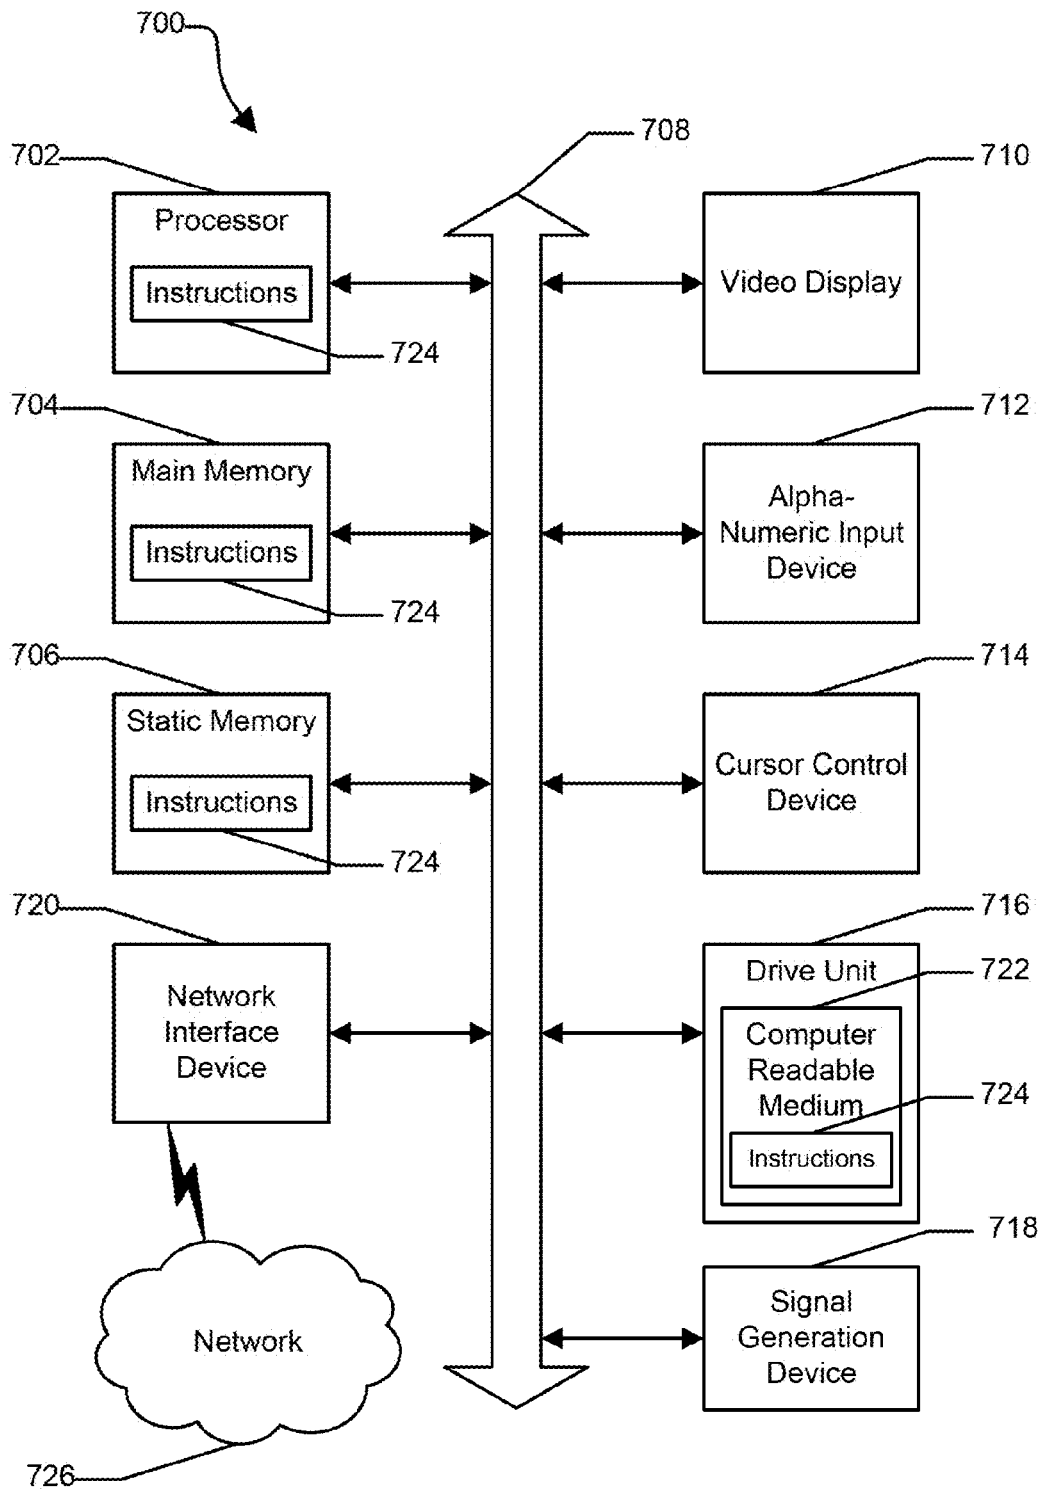 700
708
702
710
Processor
Instructions
724
Video Display
704
712
Main Memory
Instructions
724
Alpha-
Numeric Input
Device
706
714
Static Memory
Instructions
724
Cursor Control
Device
720
716
Network
Interface
Device
Drive Unit
722
Computer
Readable
Medium
724
Instructions
718
Signal
Generation
Device
Network
726